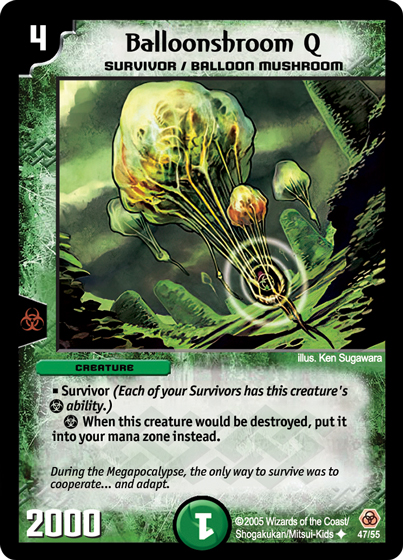 4
Balloonshroom Q
SURVIVOR / BALLOON MUSHROOM
illus. Ken Sugawara
CREATURE
▪ Survivor (Each of your Survivors has this creature's
☣ ability.)
☣ When this creature would be destroyed, put it
into your mana zone instead.
During the Megapocalypse, the only way to survive was to
cooperate... and adapt.
2000
1
©2005 Wizards of the Coast/
Shogakukan/Mitsui-Kids ✦ 47/55